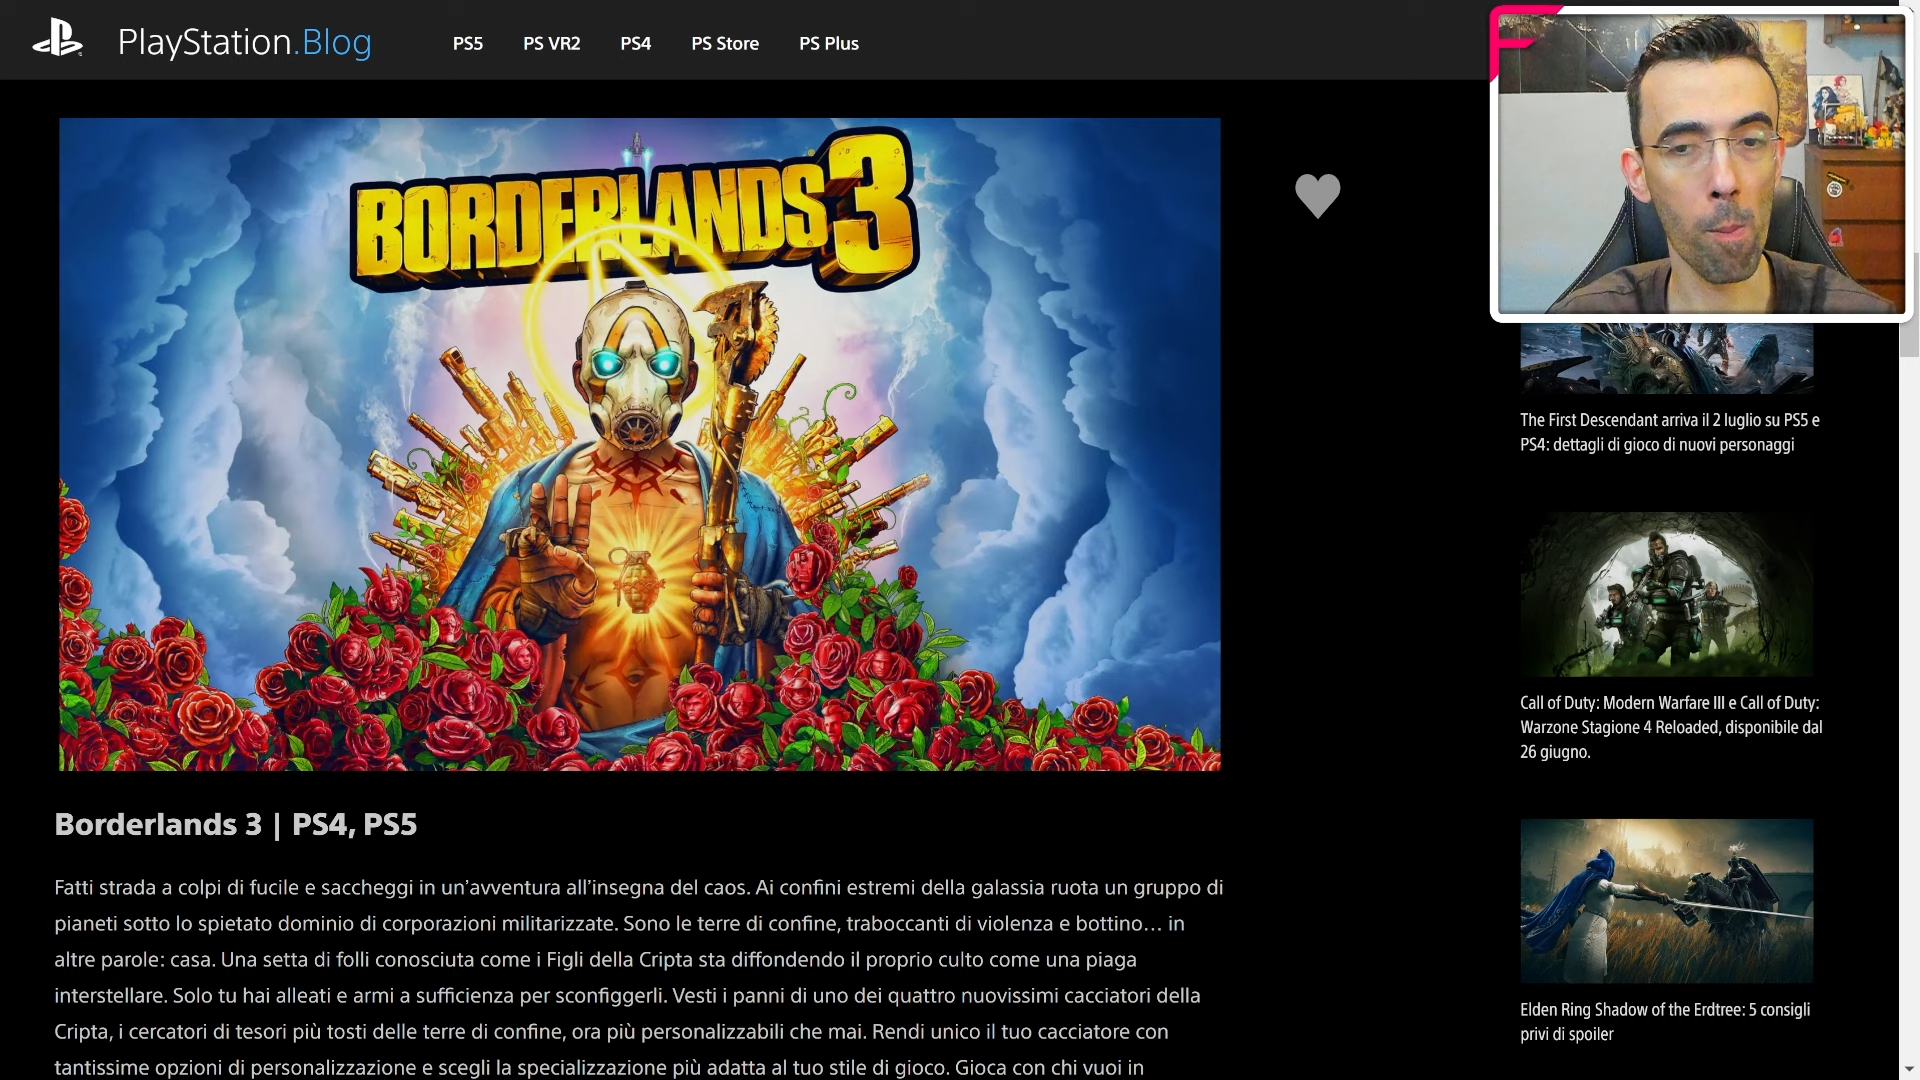 PlayStation.Blog
PS5
PS VR2
PS4
PS Store
PS Plus
BORDERLANDS 3
Borderlands 3 | PS4, PS5
Fatti strada a colpi di fucile e saccheggi in un’avventura all’insegna del caos. Ai confini estremi della galassia ruota un gruppo di
pianeti sotto lo spietato dominio di corporazioni militarizzate. Sono le terre di confine, traboccanti di violenza e bottino… in
altre parole: casa. Una setta di folli conosciuta come i Figli della Cripta sta diffondendo il proprio culto come una piaga
interstellare. Solo tu hai alleati e armi a sufficienza per sconfiggerli. Vesti i panni di uno dei quattro nuovissimi cacciatori della
Cripta, i cercatori di tesori più tosti delle terre di confine, ora più personalizzabili che mai. Rendi unico il tuo cacciatore con
tantissime opzioni di personalizzazione e scegli la specializzazione più adatta al tuo stile di gioco. Gioca con chi vuoi in
The First Descendant arriva il 2 luglio su PS5 e
PS4: dettagli di gioco di nuovi personaggi
Call of Duty: Modern Warfare III e Call of Duty:
Warzone Stagione 4 Reloaded, disponibile dal
26 giugno.
Elden Ring Shadow of the Erdtree: 5 consigli
privi di spoiler